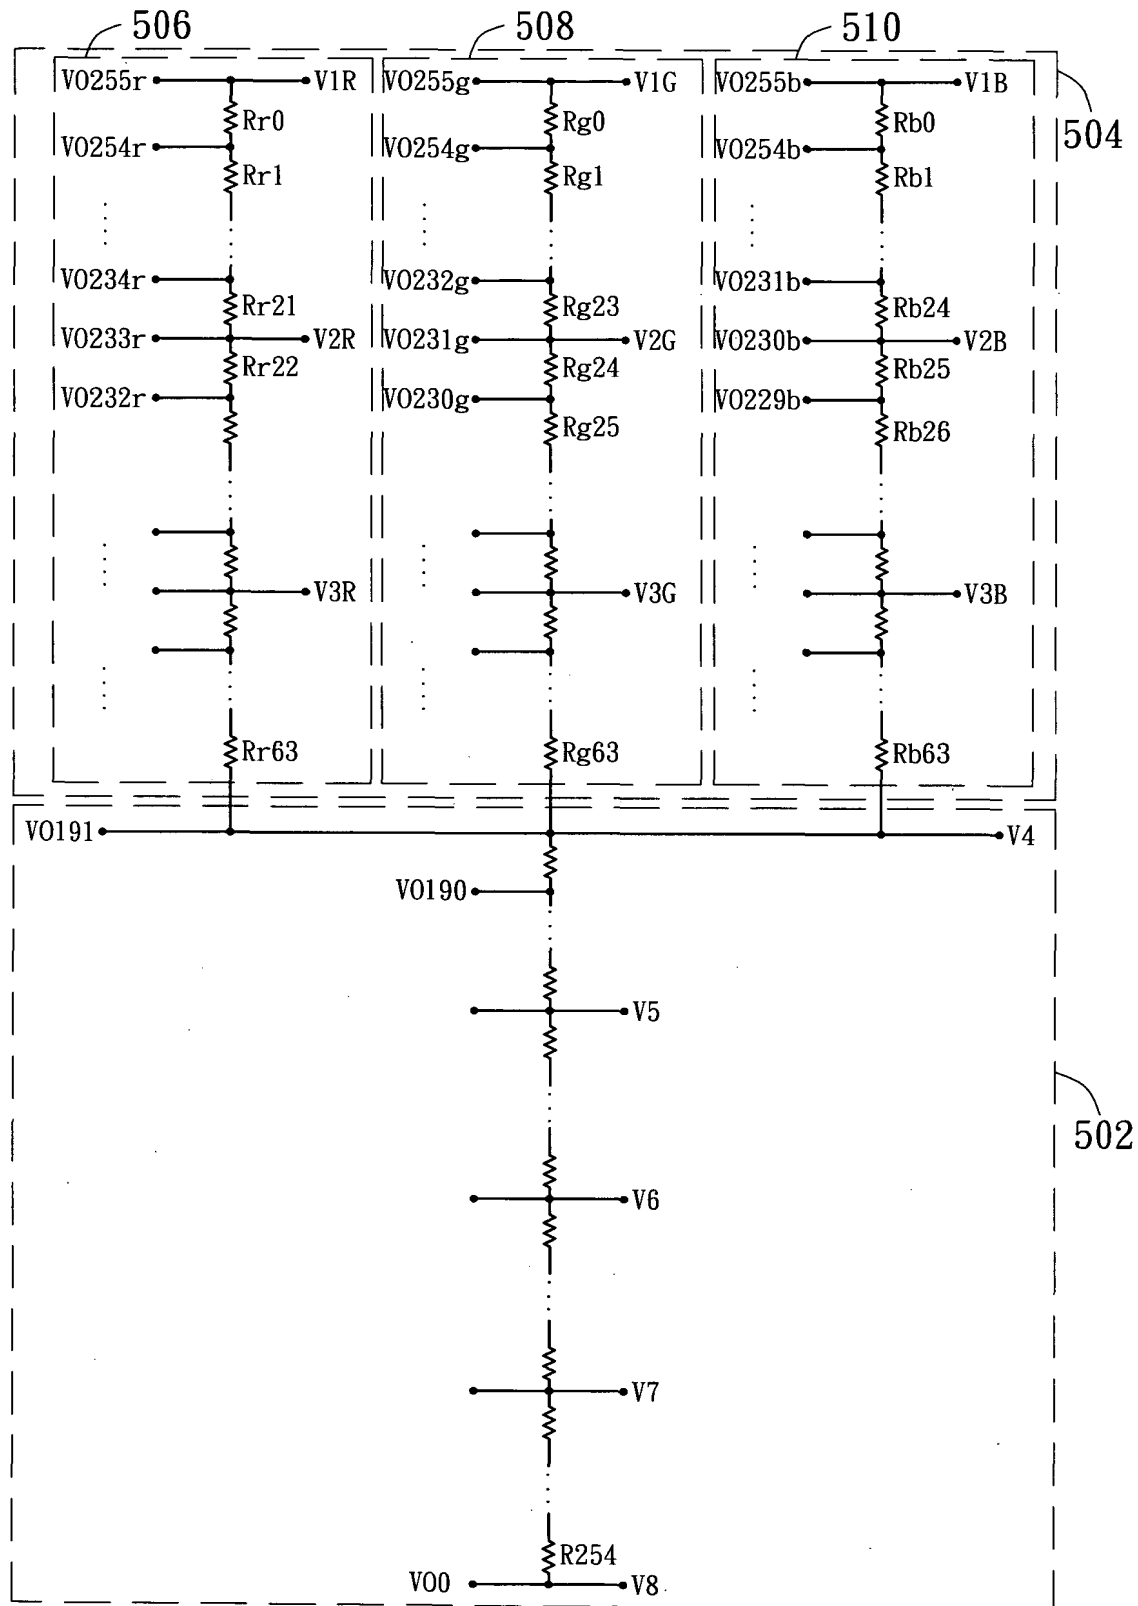 506 508 510
VO255r V1R VO255g V1G VO255b V1B
504
Rr0 Rg0 Rb0
VO254r VO254g VO254b
Rr1 Rg1 Rb1
VO234r VO232g VO231b
Rr21 Rg23 Rb24
VO233r V2R VO231g V2G VO230b V2B
Rr22 Rg24 Rb25
VO232r VO230g VO229b
Rg25 Rb26
V3R V3G V3B
Rr63 Rg63 Rb63
VO191 V4
VO190
V5
502
V6
V7
R254
VO0 V8